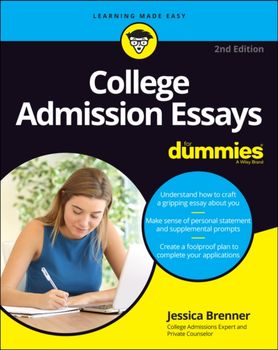 LEARNING MADE EASY
2nd Edition
College
Admission Essays
for
dummies
A Wiley Brand
Understand how to craft
a gripping essay about you
Make sense of personal statement
and supplemental prompts
Create a foolproof plan to
complete your applications
Jessica Brenner
College Admissions Expert and
Private Counselor